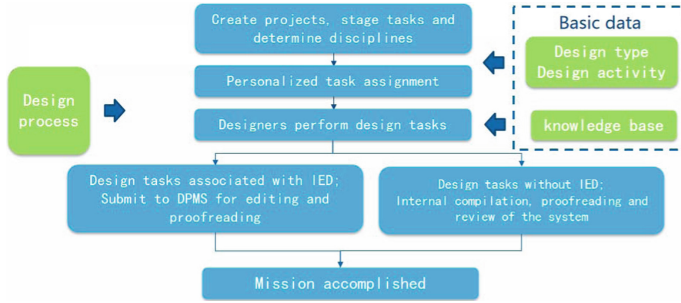 Create projects, stage tasks and
determine disciplines
Basic data
Design type
Design activity
Personalized task assignment
Design
process
Designers perform design tasks
knowledge base
Design tasks associated with IED;
Submit to DPMS for editing and
proofreading
Design tasks without IED;
Internal compilation, proofreading and
review of the system
Mission accomplished